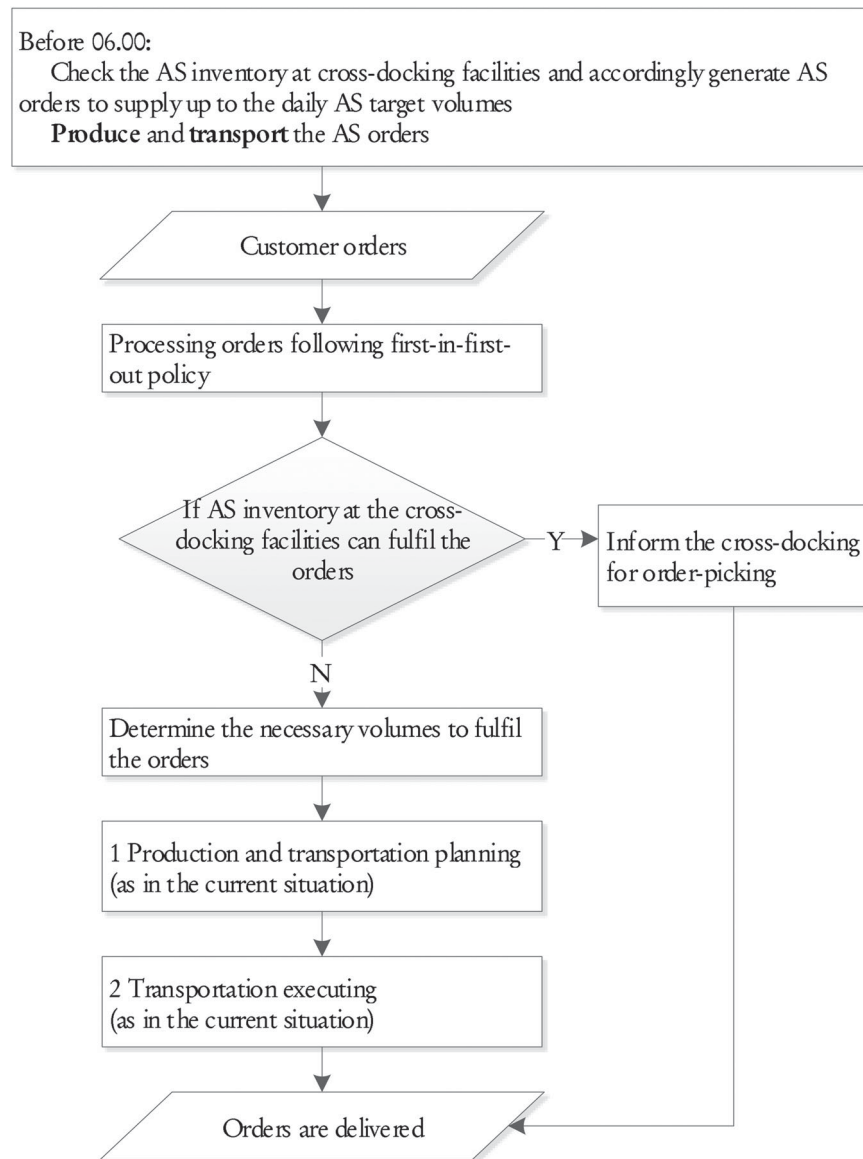 Before 06.00:
Check the AS inventory at cross-docking facilities and accordingly generate AS
orders to supply up to the daily AS target volumes
Produce and transport the AS orders
Customer orders
Processing orders following first-in-first-
out policy
If AS inventory at the cross-
docking facilities can fulfil the
orders
Y
Inform the cross-docking
for order-picking
N
Determine the necessary volumes to fulfil
the orders
1 Production and transportation planning
(as in the current situation)
2 Transportation executing
(as in the current situation)
Orders are delivered